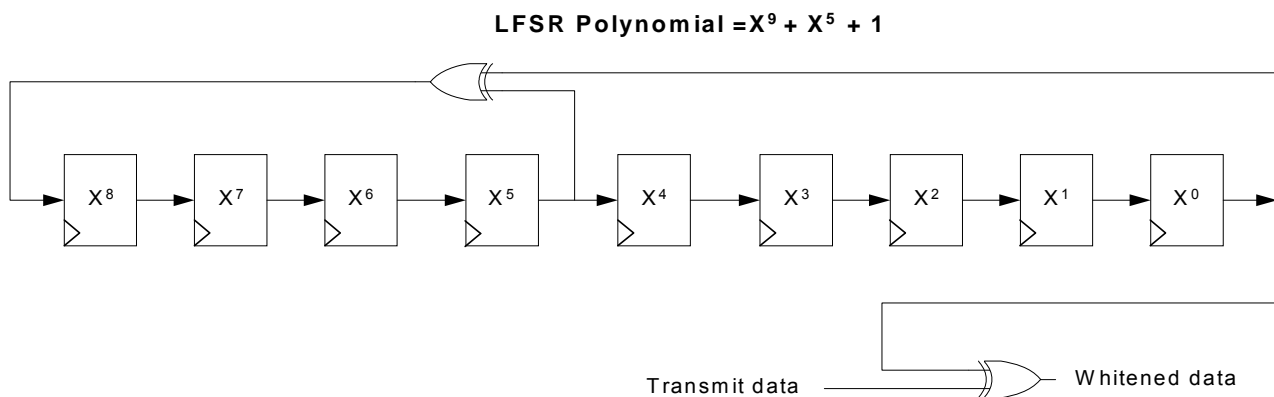 LFSR Polynomial =X⁹ + X⁵ + 1
X⁸ X⁷ X⁶ X⁵ X⁴ X³ X² X¹ X⁰
Transmit data
Whitened data